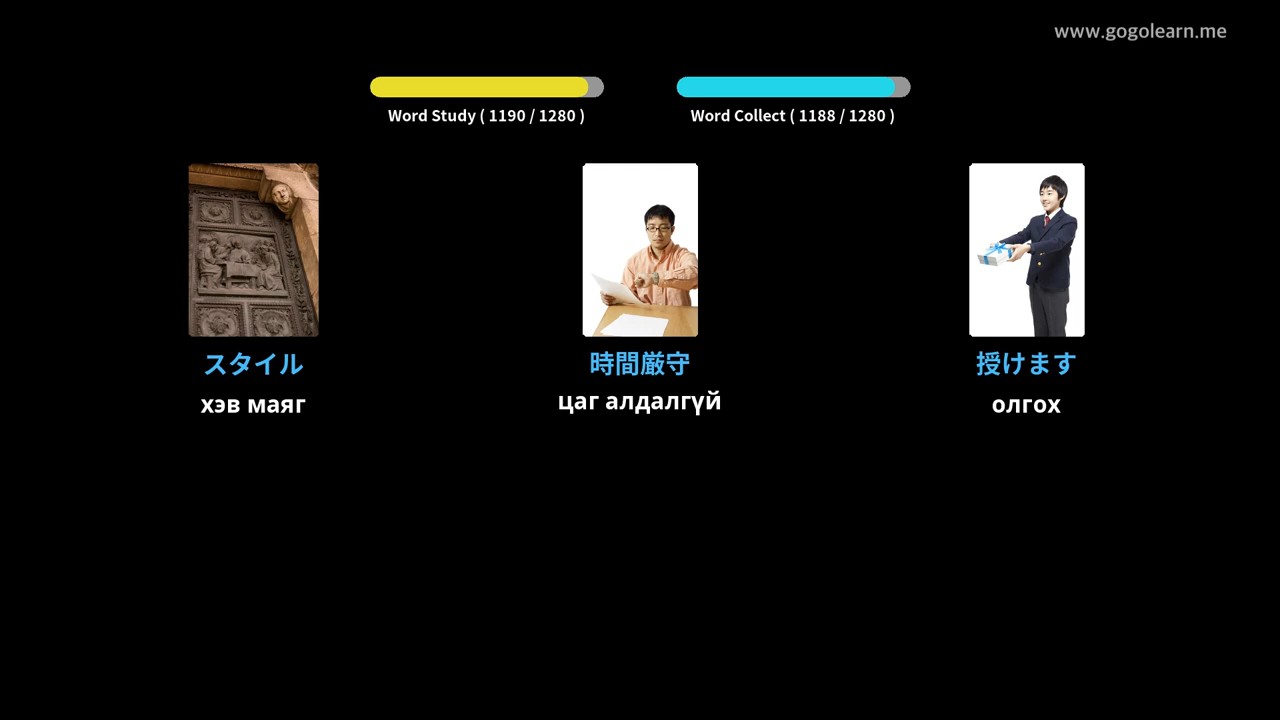 www.gogolearn.me
Word Study ( 1190 / 1280 )
Word Collect ( 1188 / 1280 )
スタイル
時間厳守
授けます
хэв маяг
цаг алдалгүй
олгох